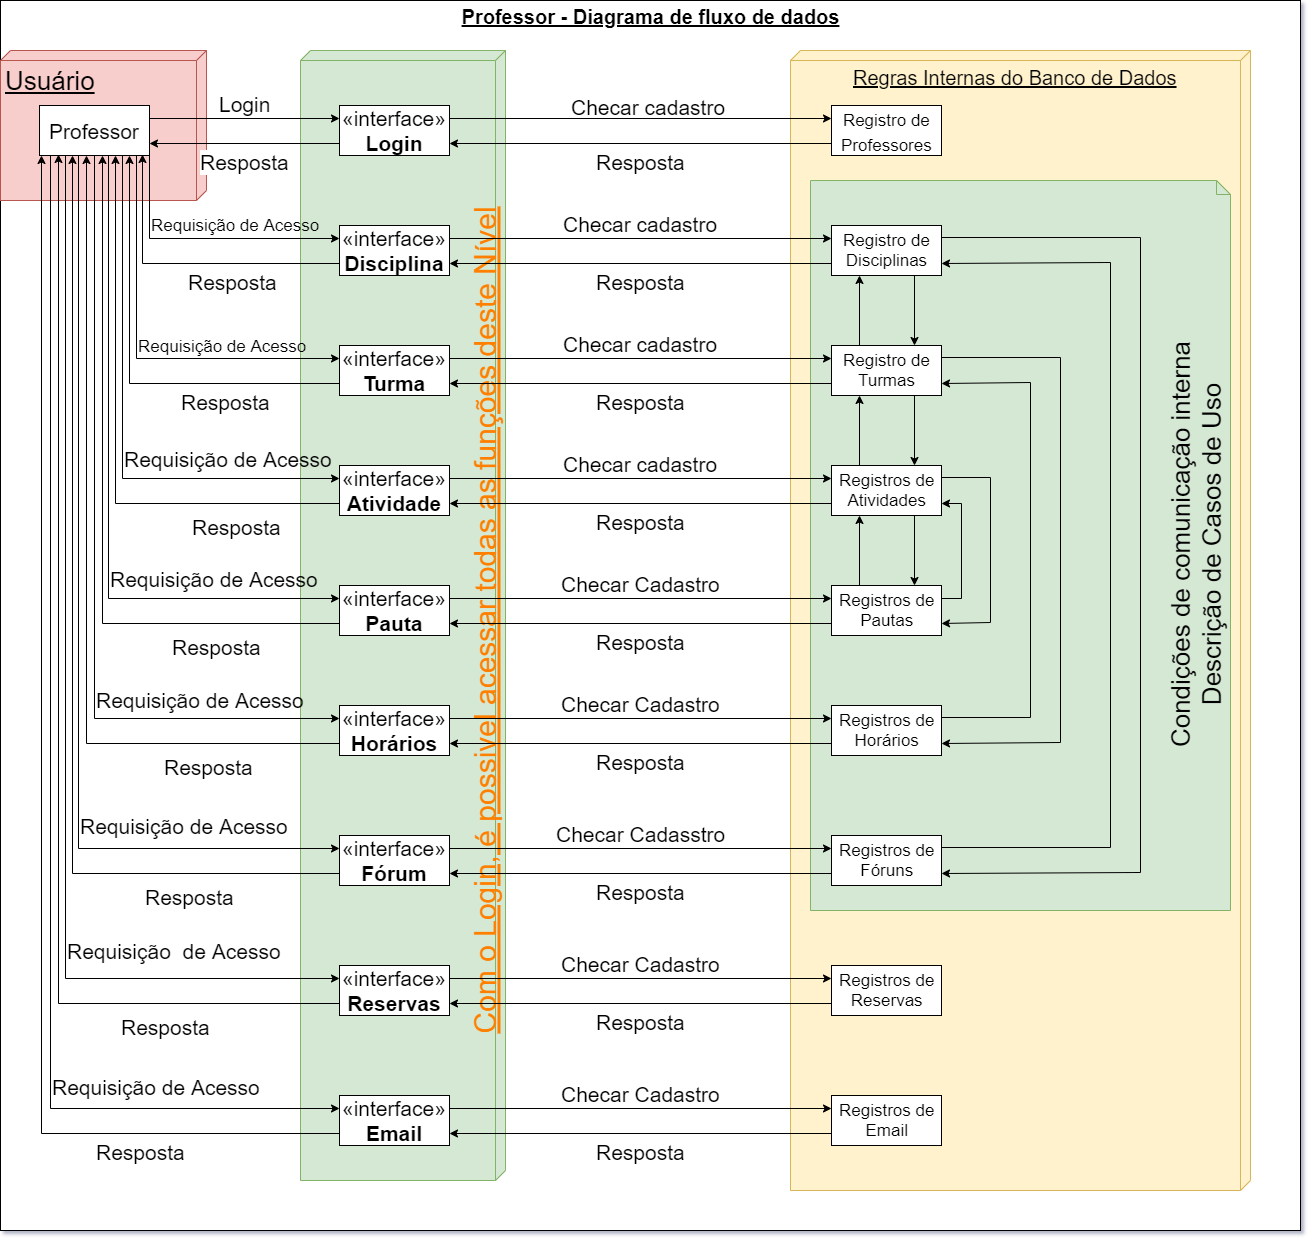 Professor - Diagrama de fluxo de dados
Usuário
Regras Internas do Banco de Dados
Professor
Login
«interface»
Login
Checar cadastro
Registro de
Professores
Resposta
Resposta
Requisição de Acesso
«interface»
Disciplina
Checar cadastro
Registro de
Disciplinas
Resposta
Resposta
Requisição de Acesso
«interface»
Turma
Checar cadastro
Registro de
Turmas
Resposta
Resposta
Requisição de Acesso
«interface»
Atividade
Checar cadastro
Registros de
Atividades
Resposta
Resposta
Requisição de Acesso
«interface»
Pauta
Checar Cadastro
Registros de
Pautas
Resposta
Resposta
Requisição de Acesso
«interface»
Horários
Checar Cadastro
Registros de
Horários
Resposta
Resposta
Requisição de Acesso
«interface»
Fórum
Checar Cadasstro
Registros de
Fóruns
Resposta
Resposta
Requisição  de Acesso
«interface»
Reservas
Checar Cadastro
Registros de
Reservas
Resposta
Resposta
Requisição de Acesso
«interface»
Email
Checar Cadastro
Registros de
Email
Resposta
Resposta
Com o Login, é possivel acessar todas as funções deste Nível
Condições de comunicação interna
Descrição de Casos de Uso